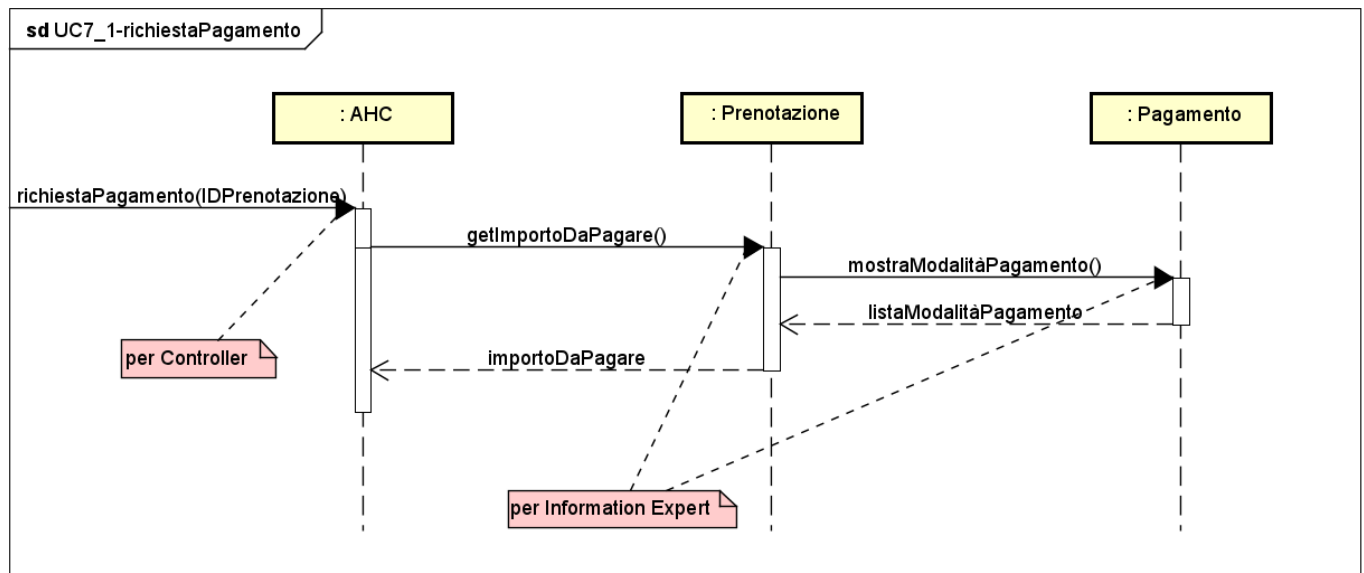 sd UC7_1-richiestaPagamento
: AHC
: Prenotazione
: Pagamento
richiestaPagamento(IDPrenotazione)
getImportoDaPagare()
mostraModalitàPagamento()
listaModalitàPagamento
per Controller
importoDaPagare
per Information Expert